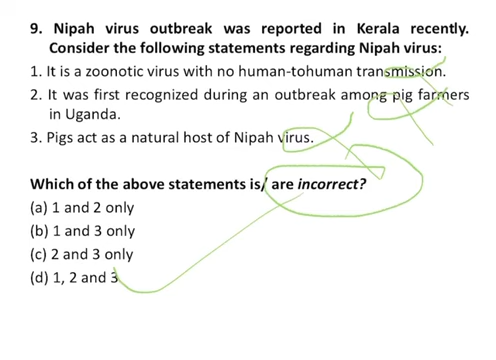 9. Nipah virus outbreak was reported in Kerala recently.
Consider the following statements regarding Nipah virus:
1. It is a zoonotic virus with no human-tohuman transmission.
2. It was first recognized during an outbreak among pig farmers
in Uganda.
3. Pigs act as a natural host of Nipah virus.
Which of the above statements is/ are incorrect?
(a) 1 and 2 only
(b) 1 and 3 only
(c) 2 and 3 only
(d) 1, 2 and 3